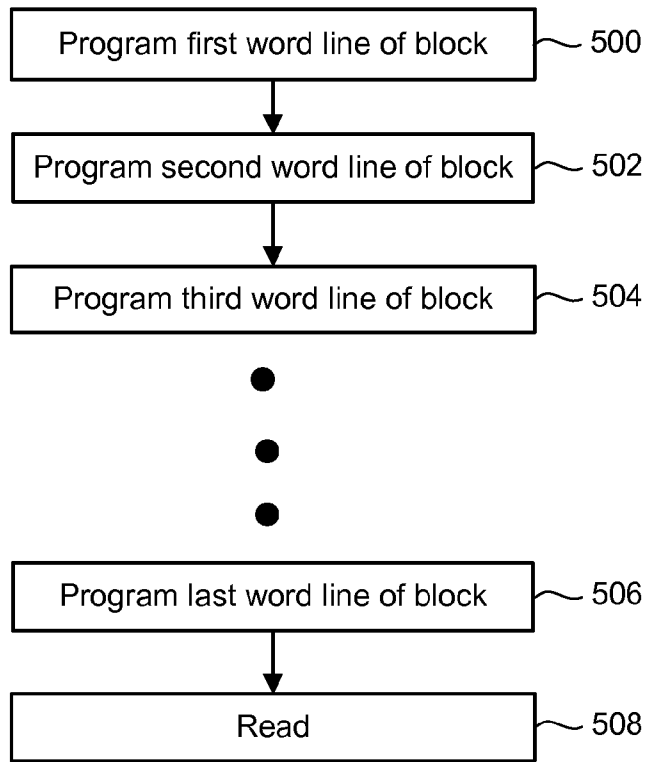 Program first word line of block 500
Program second word line of block 502
Program third word line of block 504
Program last word line of block 506
Read 508